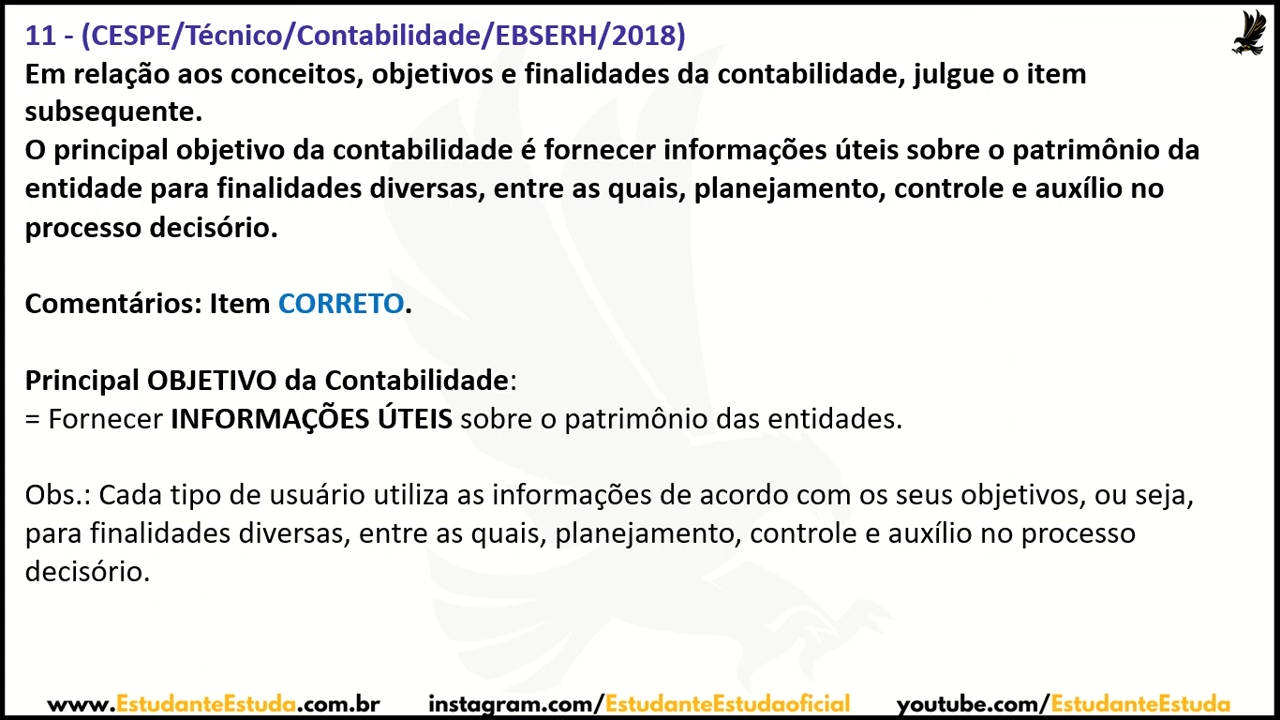 11 - (CESPE/Técnico/Contabilidade/EBSERH/2018)
Em relação aos conceitos, objetivos e finalidades da contabilidade, julgue o item
subsequente.
O principal objetivo da contabilidade é fornecer informações úteis sobre o patrimônio da
entidade para finalidades diversas, entre as quais, planejamento, controle e auxílio no
processo decisório.
Comentários: Item CORRETO.
Principal OBJETIVO da Contabilidade:
= Fornecer INFORMAÇÕES ÚTEIS sobre o patrimônio das entidades.
Obs.: Cada tipo de usuário utiliza as informações de acordo com os seus objetivos, ou seja,
para finalidades diversas, entre as quais, planejamento, controle e auxílio no processo
decisório.
www.EstudanteEstuda.com.br instagram.com/EstudanteEstudaoficial youtube.com/EstudanteEstuda